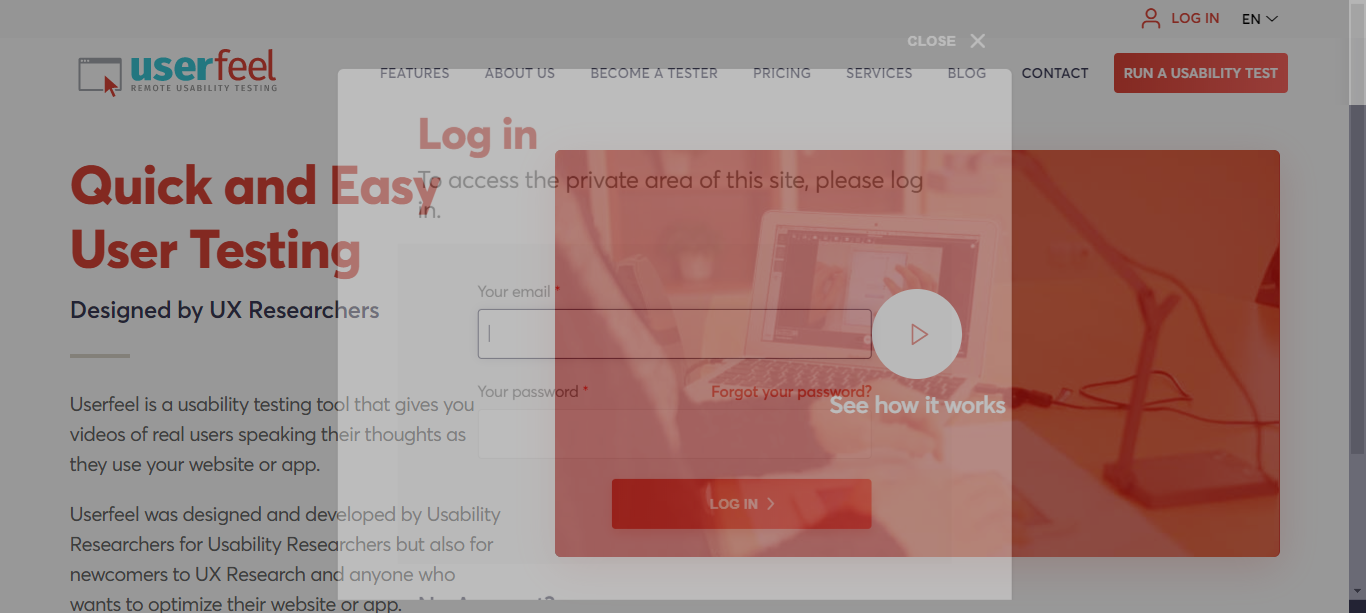 LOG IN EN
CLOSE
userfeel
REMOTE USABILITY TESTING
FEATURES ABOUT US BECOME A TESTER PRICING SERVICES BLOG CONTACT RUN A USABILITY TEST
Log in
To access the private area of this site, please log
in.
Quick and Easy
User Testing
Designed by UX Researchers
Your email *
Your password * Forgot your password?
LOG IN
See how it works
Userfeel is a usability testing tool that gives you
videos of real users speaking their thoughts as
they use your website or app.
Userfeel was designed and developed by Usability
Researchers for Usability Researchers but also for
newcomers to UX Research and anyone who
wants to optimize their website or app.